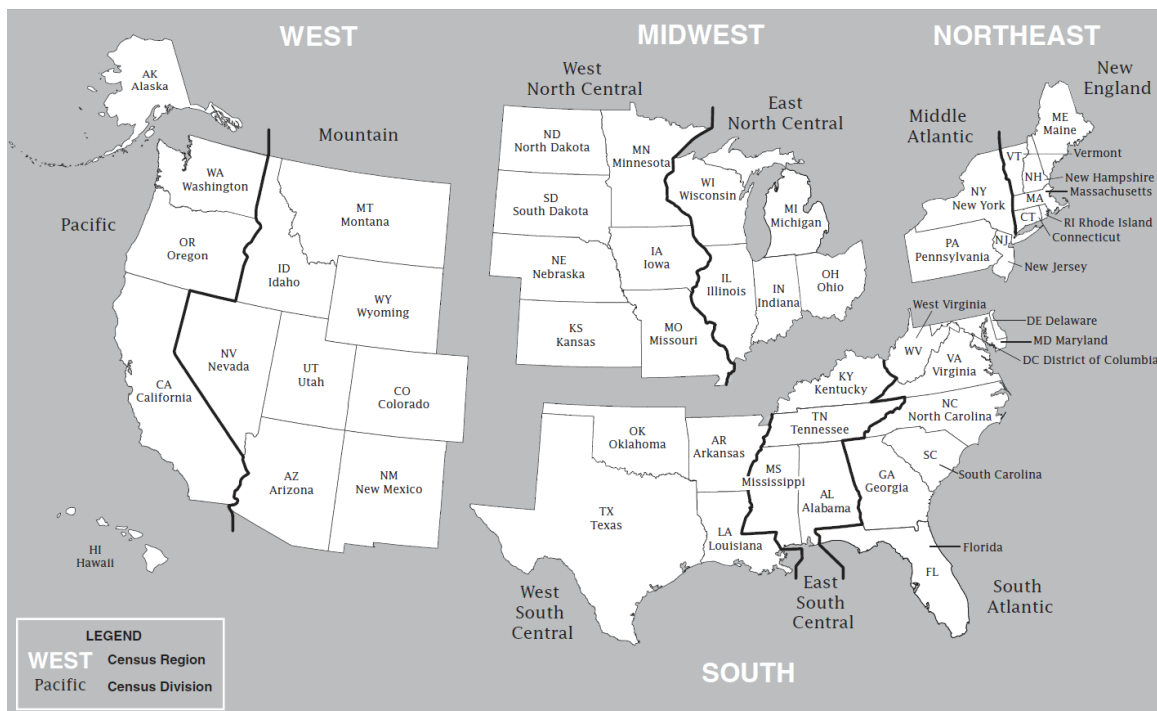 WEST
MIDWEST
NORTHEAST
AK
Alaska
Mountain
WA
Washington
Pacific
MT
Montana
OR
Oregon
ID
Idaho
WY
Wyoming
NV
Nevada
UT
Utah
CO
Colorado
CA
California
AZ
Arizona
NM
New Mexico
HI
Hawaii
West
North Central
East
North Central
ND
North Dakota
MN
Minnesota
WI
Wisconsin
SD
South Dakota
MI
Michigan
IA
Iowa
NE
Nebraska
IL
Illinois
IN
Indiana
OH
Ohio
KS
Kansas
MO
Missouri
New
England
Middle
Atlantic
ME
Maine
VT
Vermont
NH
New Hampshire
MA
Massachusetts
NY
New York
CT
RI Rhode Island
Connecticut
PA
Pennsylvania
NJ
New Jersey
West Virginia
DE Delaware
MD Maryland
DC District of Columbia
WV
VA
Virginia
KY
Kentucky
NC
North Carolina
TN
Tennessee
OK
Oklahoma
AR
Arkansas
SC
South Carolina
MS
Mississippi
AL
Alabama
GA
Georgia
TX
Texas
LA
Louisiana
Florida
FL
West
South
Central
East
South
Central
South
Atlantic
SOUTH
LEGEND
WEST Census Region
Pacific Census Division